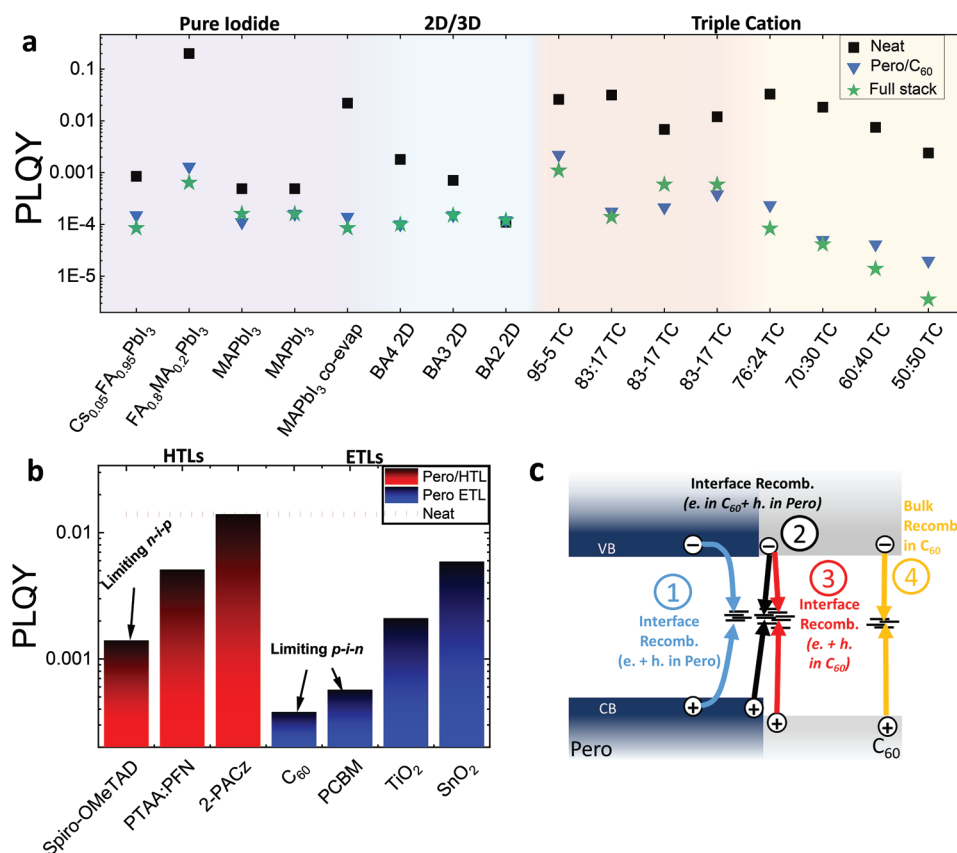 Pure Iodide 2D/3D Triple Cation
a
PLQY
0.1
0.01
0.001
1E-4
1E-5
Neat
Pero/C60
Full stack
Cs0.05FA0.95PbI3
FA0.8MA0.2PbI3
MAPbI3
MAPbI3
MAPbI3 co-evap
BA4 2D
BA3 2D
BA2 2D
95-5 TC
83:17 TC
83-17 TC
83-17 TC
76:24 TC
70:30 TC
60:40 TC
50:50 TC
b
HTLs ETLs
PLQY
0.01
0.001
Pero/HTL
Pero ETL
Neat
Limiting n-i-p
Limiting p-i-n
Spiro-OMeTAD
PTAA:PFN
2-PACz
C60
PCBM
TiO2
SnO2
c
Interface Recomb.
(e. in C60+ h. in Pero)
2
Bulk
Recomb
in C60
4
VB
1
Interface
Recomb.
(e. + h. in Pero)
3
Interface
Recomb.
(e. + h.
in C60)
CB
Pero
C60